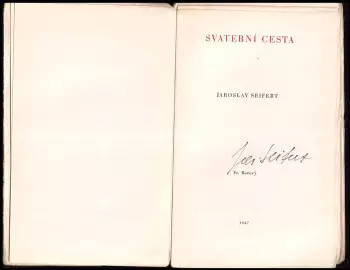 SVATEBNÍ CESTA
JAROSLAV SEIFERT
Jar Seifert
1947